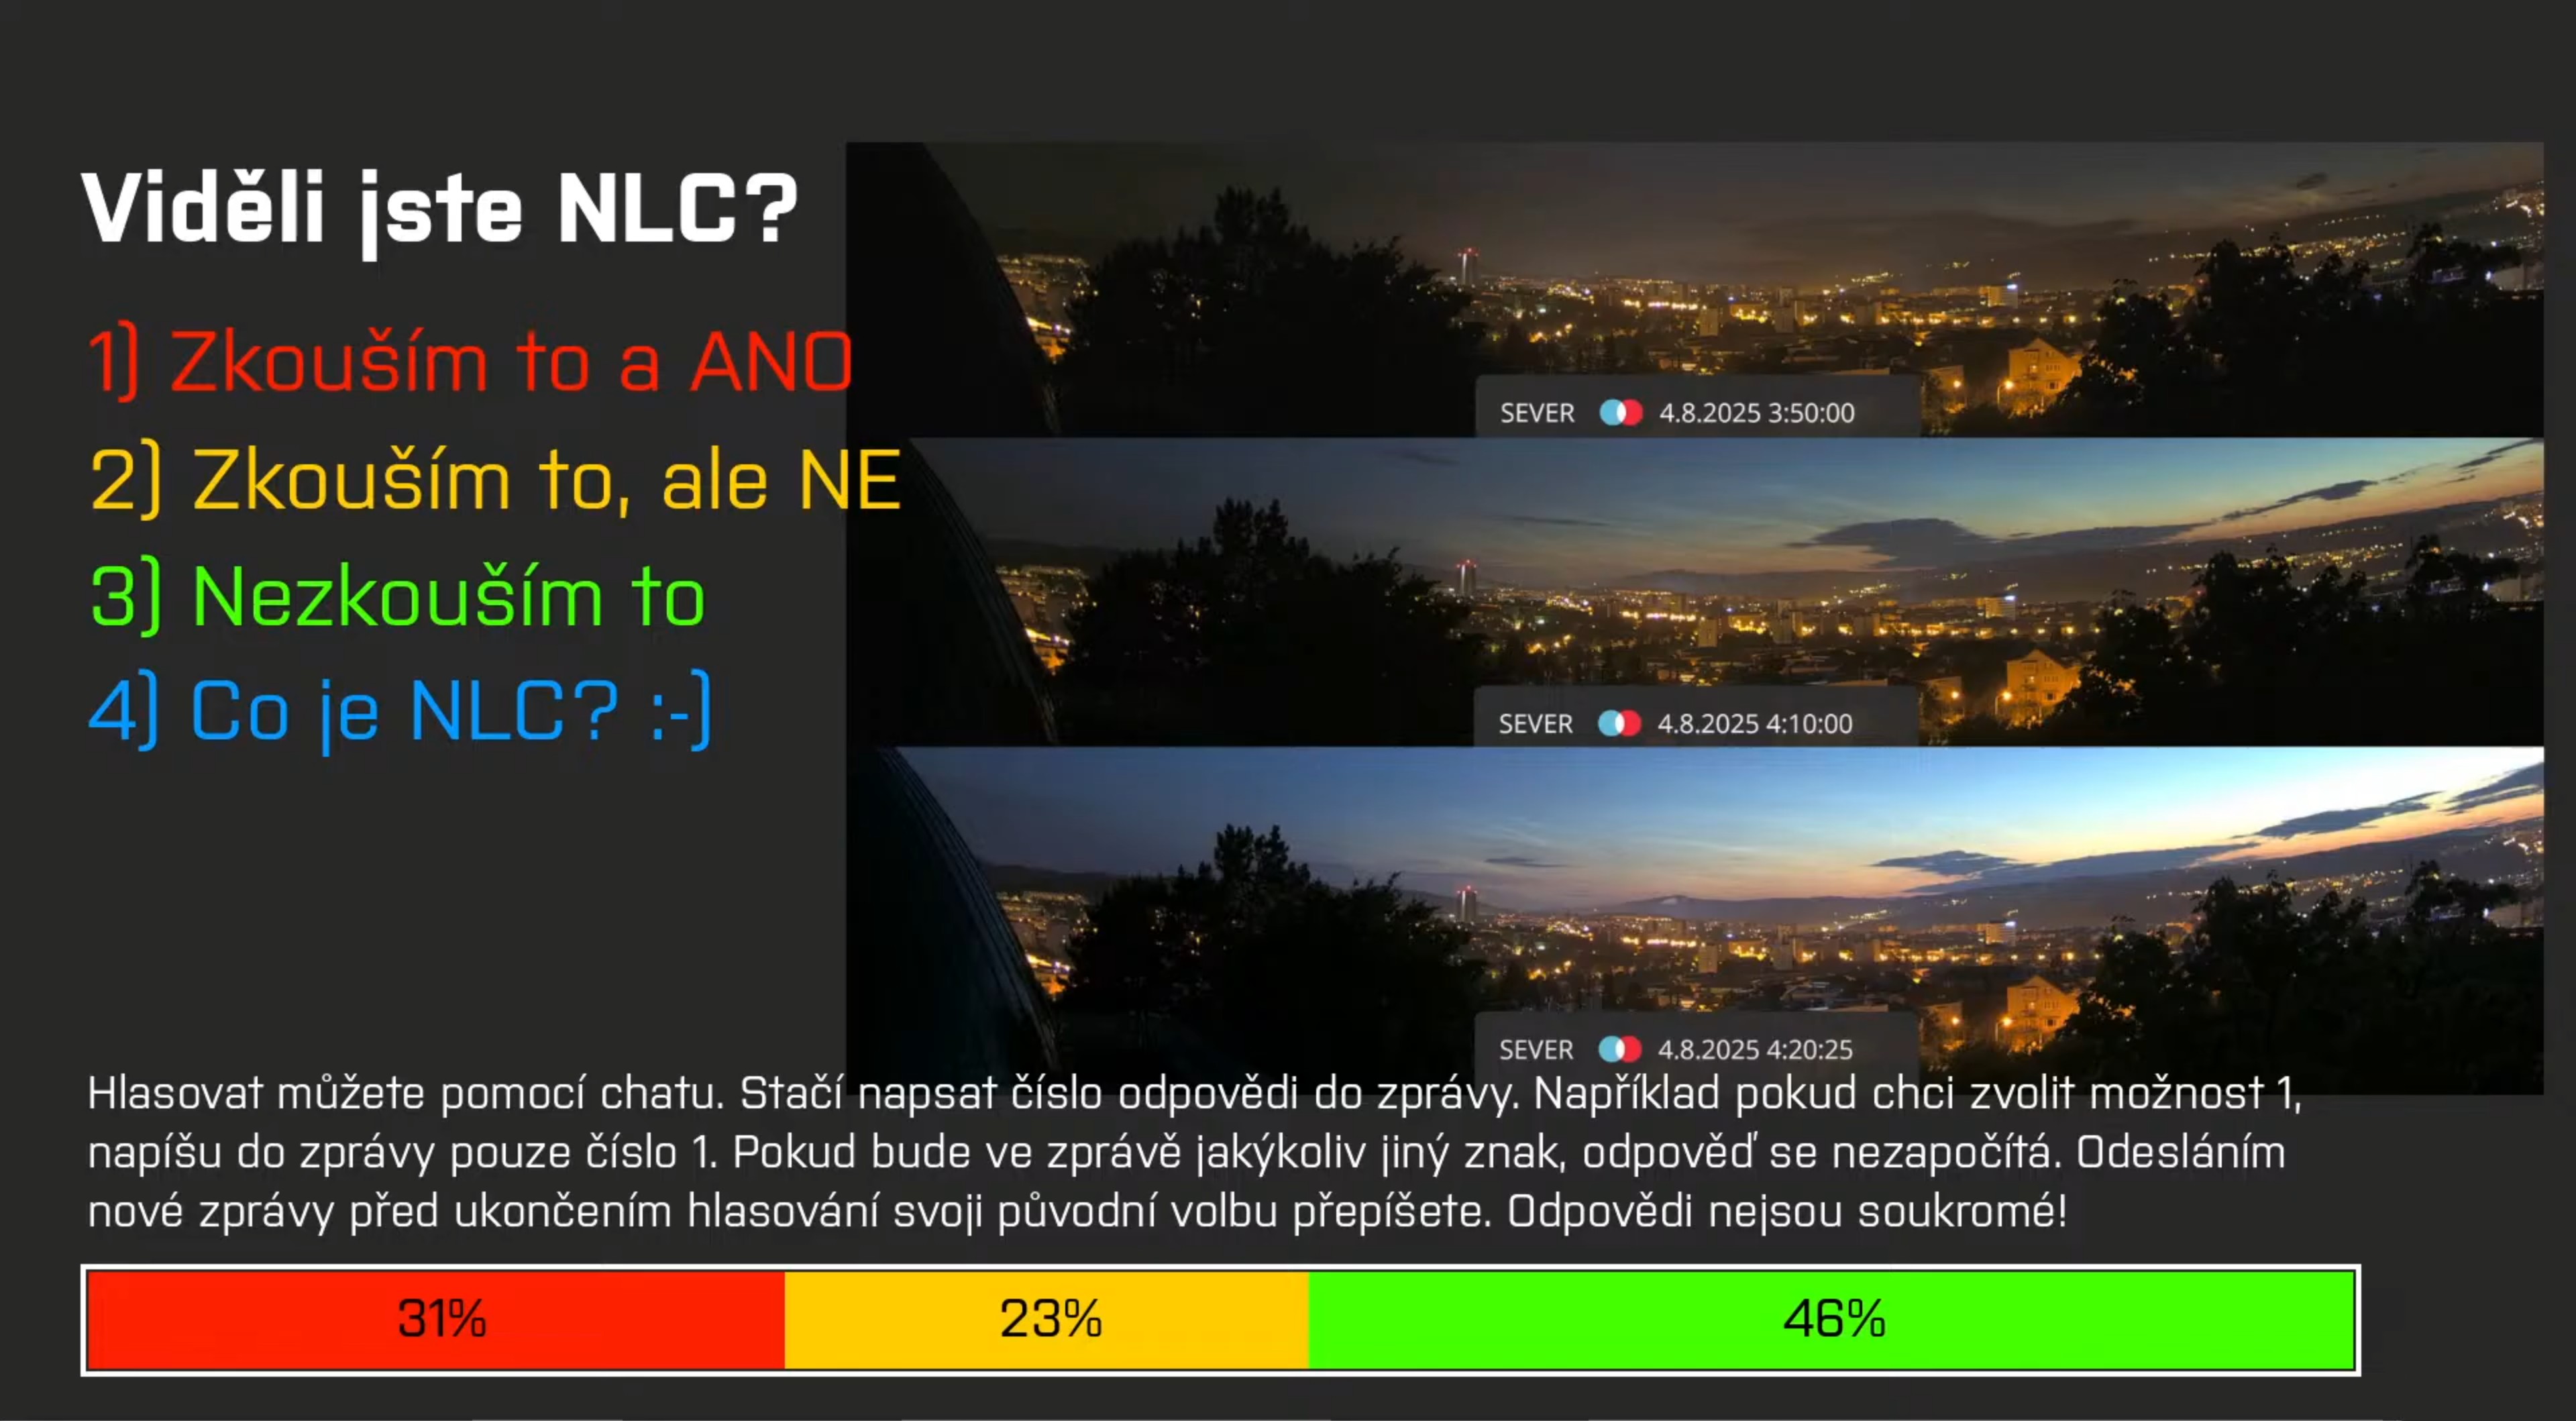 Viděli jste NLC?
1) Zkouším to a ANO
2) Zkouším to, ale NE
3) Nezkouším to
4) Co je NLC? :-)
SEVER 4.8.2025 3:50:00
SEVER 4.8.2025 4:10:00
SEVER 4.8.2025 4:20:25
Hlasovat můžete pomocí chatu. Stačí napsat číslo odpovědi do zprávy. Například pokud chci zvolit možnost 1,
napíšu do zprávy pouze číslo 1. Pokud bude ve zprávě jakýkoliv jiný znak, odpověď se nezapočítá. Odesláním
nové zprávy před ukončením hlasování svoji původní volbu přepíšete. Odpovědi nejsou soukromé!
31% 23% 46%